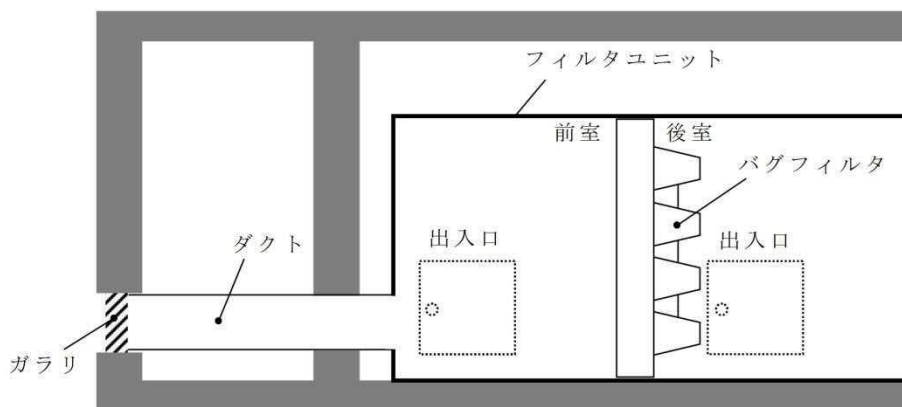 フィルタユニット
前室
後室
バグフィルタ
ダクト
出入口
出入口
ガラリ